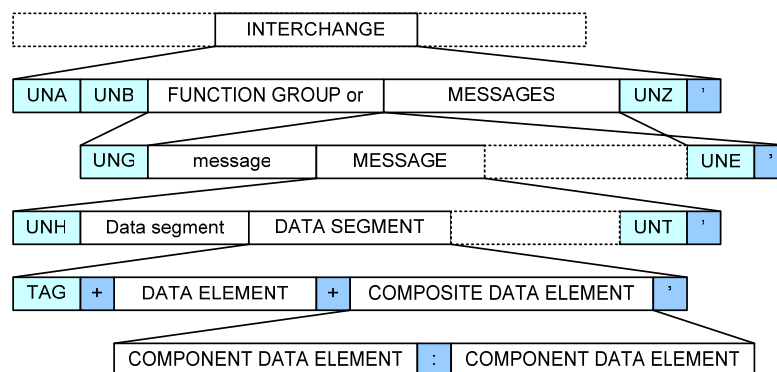 INTERCHANGE
UNA UNB FUNCTION GROUP or MESSAGES UNZ '
UNG message MESSAGE UNE '
UNH Data segment DATA SEGMENT UNT '
TAG + DATA ELEMENT + COMPOSITE DATA ELEMENT '
COMPONENT DATA ELEMENT : COMPONENT DATA ELEMENT